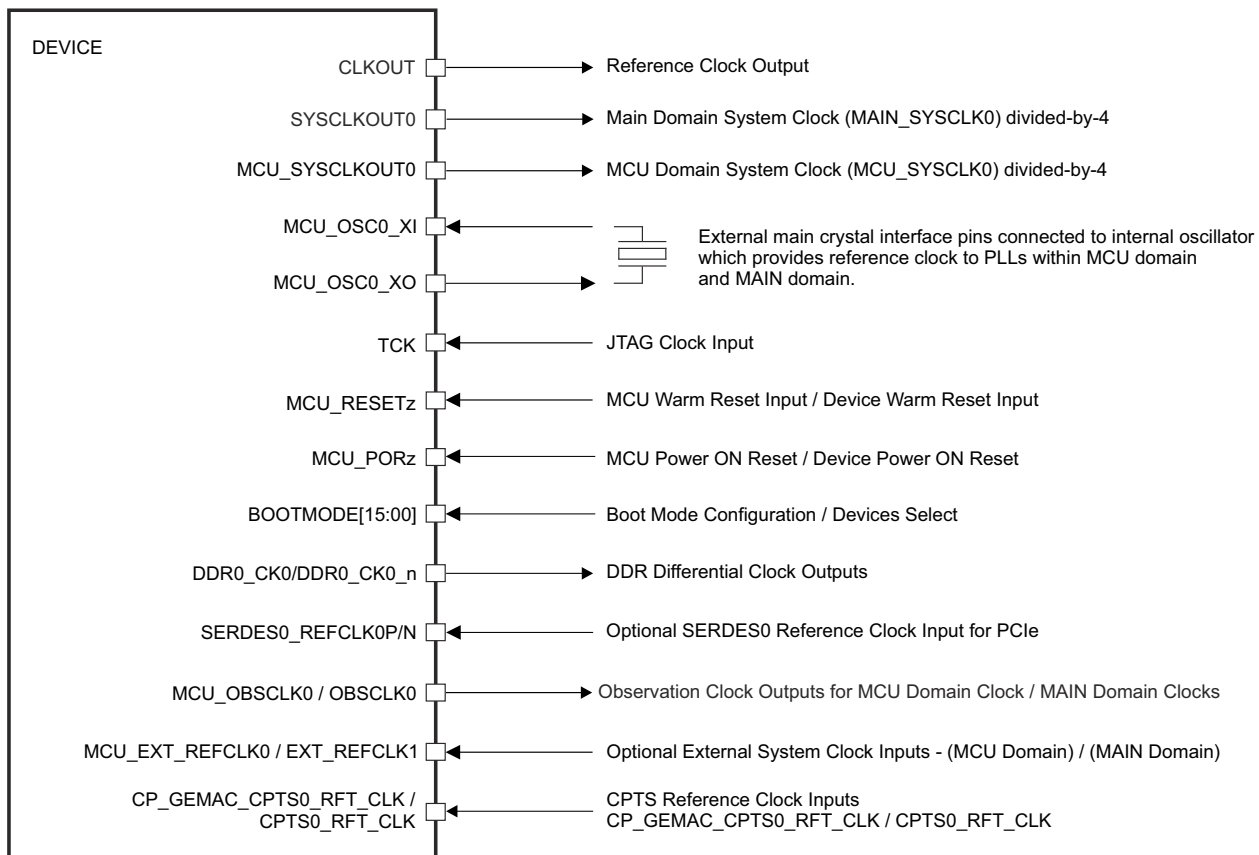 DEVICE
CLKOUT Reference Clock Output
SYSCLKOUT0 Main Domain System Clock (MAIN_SYSCLK0) divided-by-4
MCU_SYSCLKOUT0 MCU Domain System Clock (MCU_SYSCLK0) divided-by-4
MCU_OSC0_XI
External main crystal interface pins connected to internal oscillator
which provides reference clock to PLLs within MCU domain
and MAIN domain.
MCU_OSC0_XO
TCK JTAG Clock Input
MCU_RESETz MCU Warm Reset Input / Device Warm Reset Input
MCU_PORz MCU Power ON Reset / Device Power ON Reset
BOOTMODE[15:00] Boot Mode Configuration / Devices Select
DDR0_CK0/DDR0_CK0_n DDR Differential Clock Outputs
SERDES0_REFCLK0P/N Optional SERDES0 Reference Clock Input for PCIe
MCU_OBSCLK0 / OBSCLK0 Observation Clock Outputs for MCU Domain Clock / MAIN Domain Clocks
MCU_EXT_REFCLK0 / EXT_REFCLK1 Optional External System Clock Inputs - (MCU Domain) / (MAIN Domain)
CP_GEMAC_CPTS0_RFT_CLK / CPTS Reference Clock Inputs
CPTS0_RFT_CLK CP_GEMAC_CPTS0_RFT_CLK / CPTS0_RFT_CLK